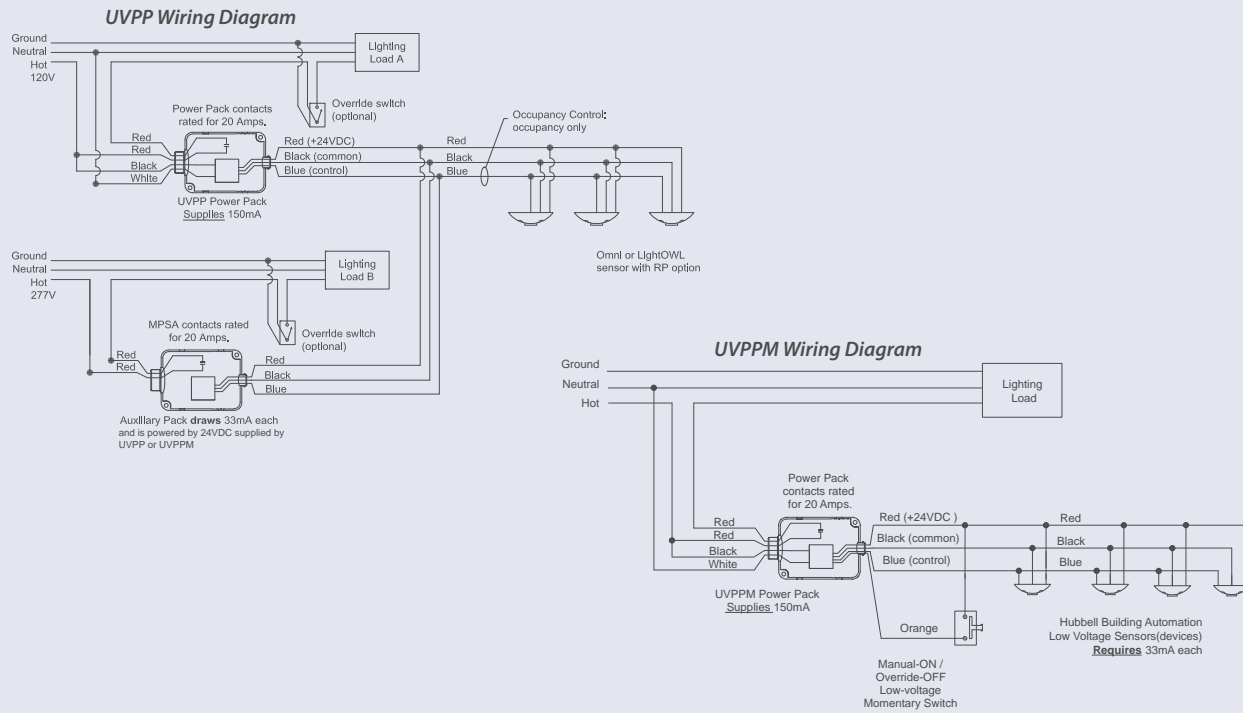 UVPP Wiring Diagram
Ground
Neutral
Hot
120V
Lighting
Load A
Override switch
(optional)
Power Pack contacts
rated for 20 Amps.
Red
Red
Black
White
UVPP Power Pack
Supplies 150mA
Red (+24VDC)
Black (common)
Blue (control)
Red
Black
Blue
Occupancy Control:
occupancy only
Omni or LightOWL
sensor with RP option
Ground
Neutral
Hot
277V
Lighting
Load B
Override switch
(optional)
MPSA contacts rated
for 20 Amps.
Red
Red
Red
Black
Blue
Auxiliary Pack draws 33mA each
and is powered by 24VDC supplied by
UVPP or UVPPM
UVPPM Wiring Diagram
Ground
Neutral
Hot
Lighting
Load
Power Pack
contacts rated
for 20 Amps.
Red
Red
Black
White
UVPPM Power Pack
Supplies 150mA
Red (+24VDC )
Black (common)
Blue (control)
Red
Black
Blue
Orange
Manual-ON /
Override-OFF
Low-voltage
Momentary Switch
Hubbell Building Automation
Low Voltage Sensors(devices)
Requires 33mA each